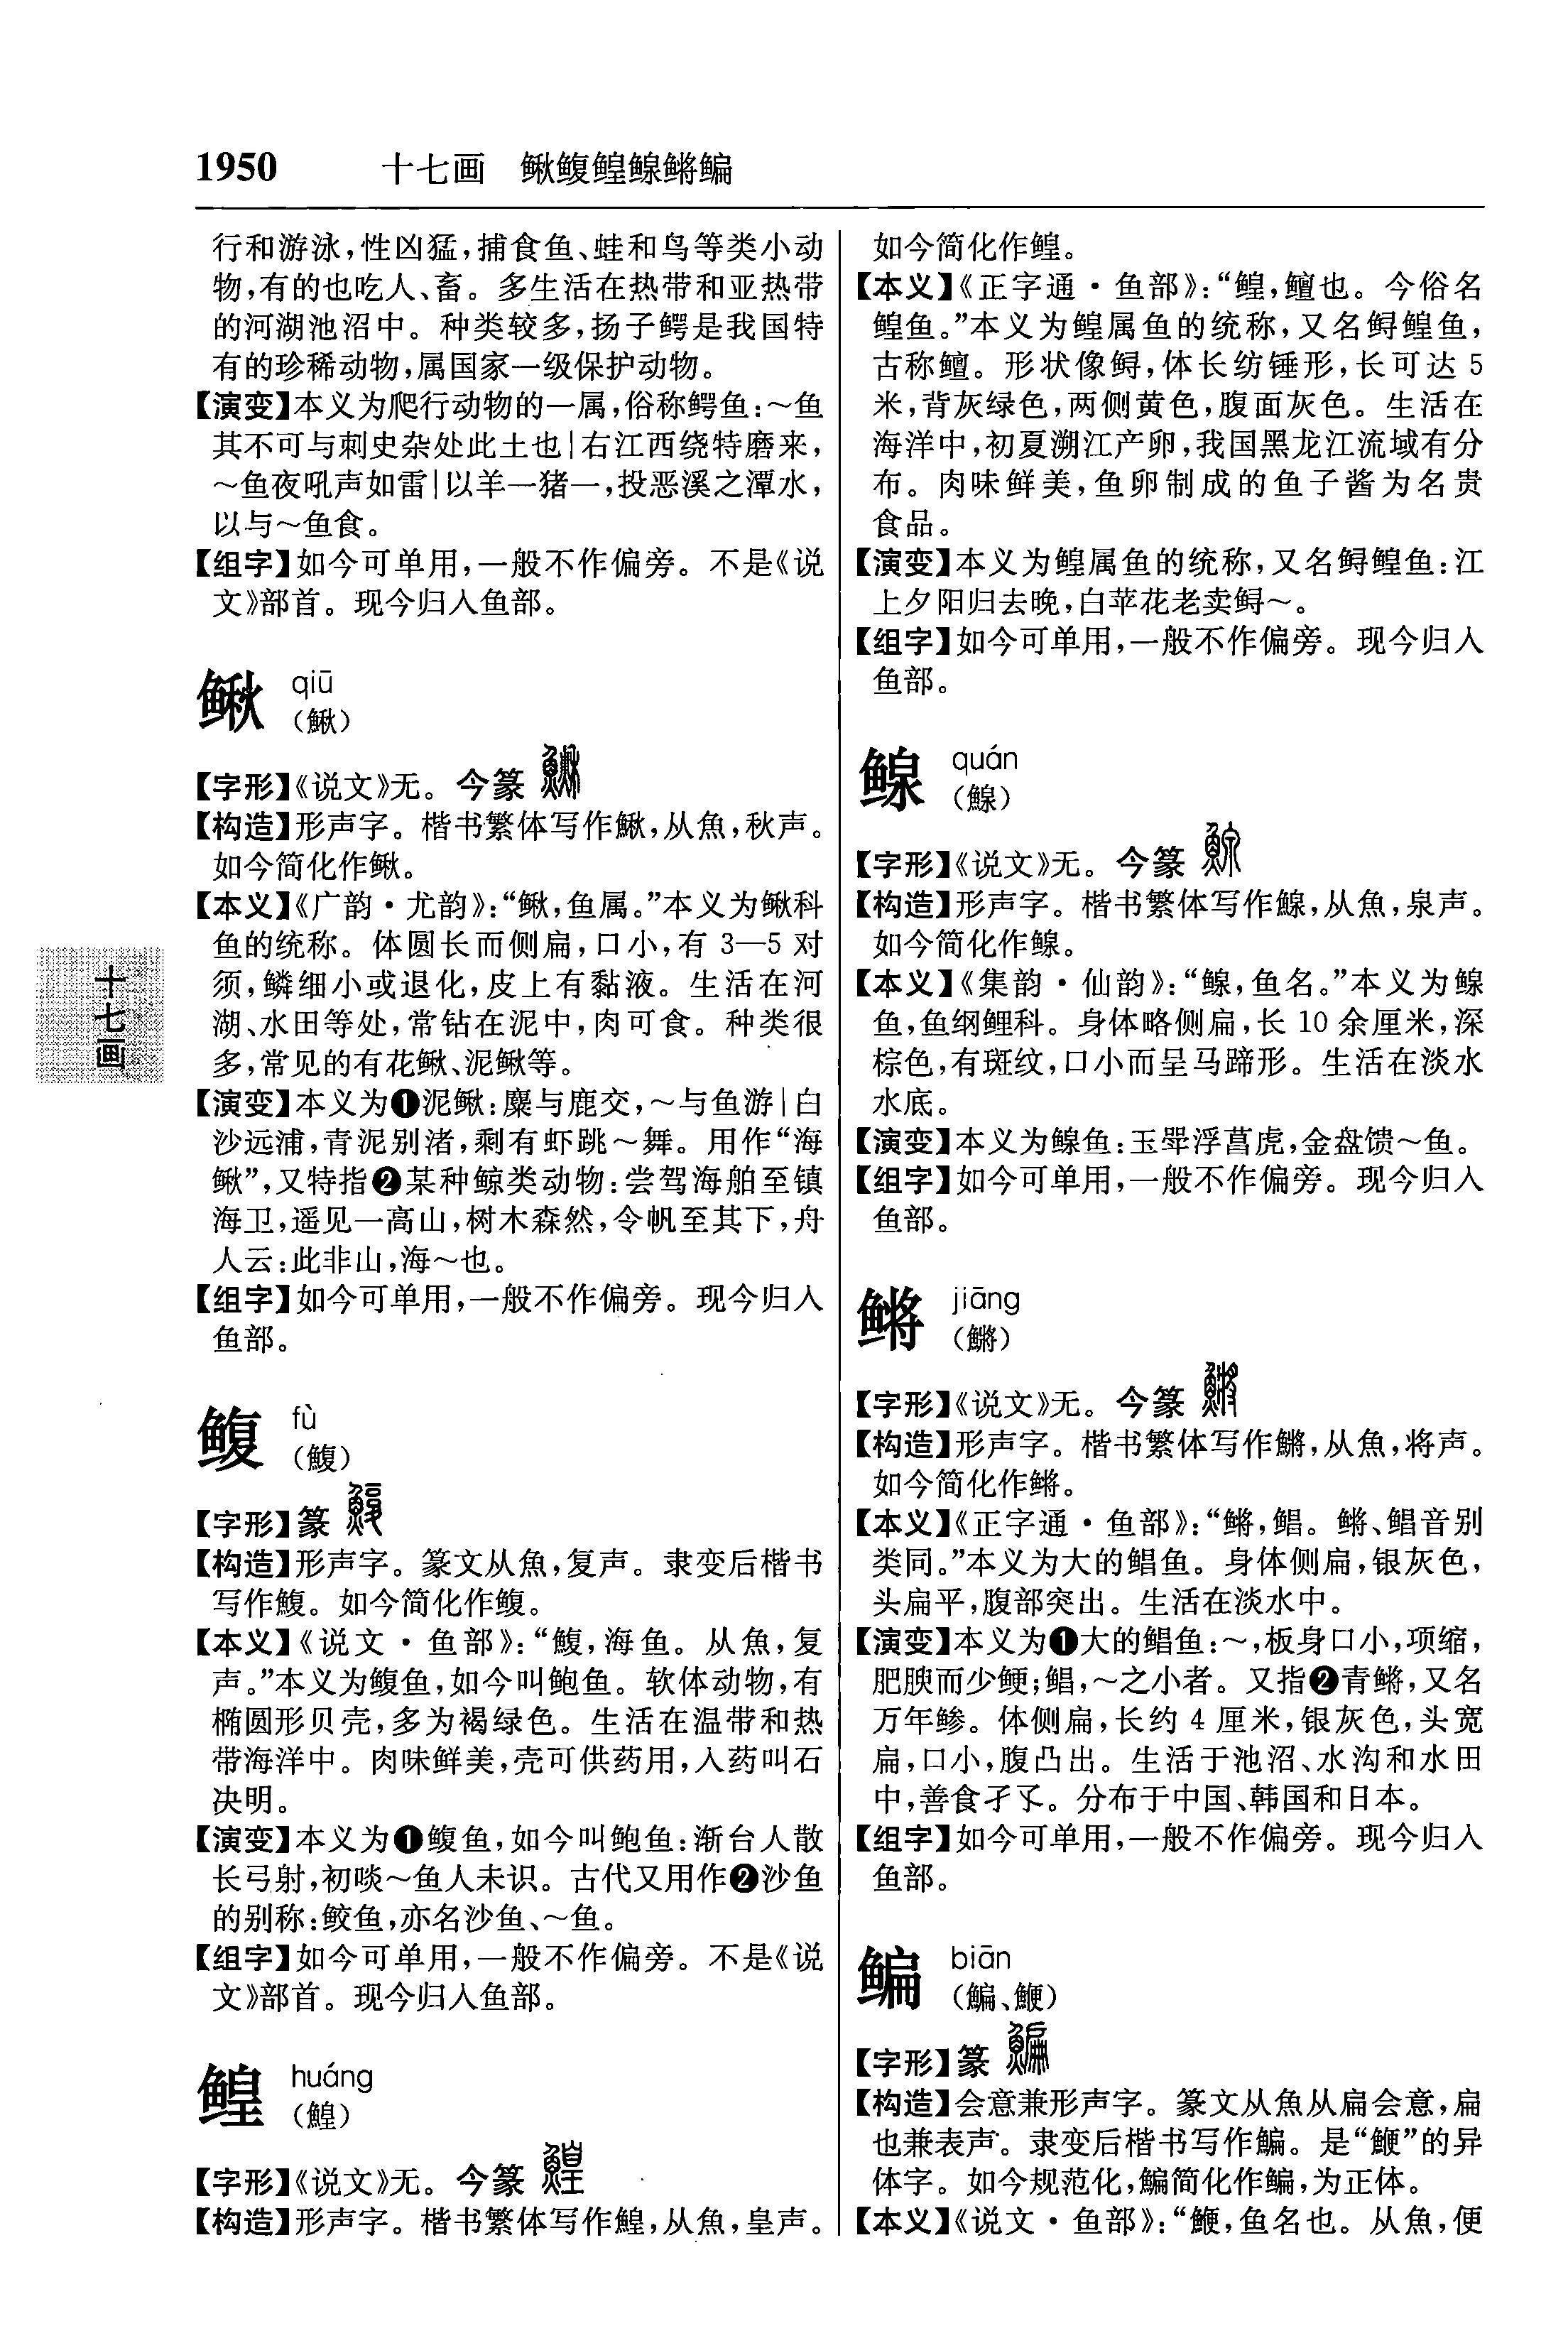 1950 十七画 鳅鳆鳇鳈鳉鳊
行和游泳,性凶猛,捕食鱼、蛙和鸟等类小动
物,有的也吃人、畜。多生活在热带和亚热带
的河湖池沼中。种类较多,扬子鳄是我国特
有的珍稀动物,属国家一级保护动物。
【演变】本义为爬行动物的一属,俗称鳄鱼:～鱼
其不可与刺史杂处此土也|右江西绕特磨来,
～鱼夜吼声如雷|以羊一猪一,投恶溪之潭水,
以与～鱼食。
【组字】如今可单用,一般不作偏旁。不是《说
文》部首。现今归入鱼部。
鳅 qiū
(鰍)
【字形】《说文》无。今篆
【构造】形声字。楷书繁体写作鰍,从魚,秋声。
如今简化作鳅。
【本义】《广韵·尤韵》:“鳅,鱼属。”本义为鳅科
鱼的统称。体圆长而侧扁,口小,有 3—5 对
须,鳞细小或退化,皮上有黏液。生活在河
湖、水田等处,常钻在泥中,肉可食。种类很
多,常见的有花鳅、泥鳅等。
【演变】本义为❶泥鳅:麋与鹿交,～与鱼游|白
沙远浦,青泥别渚,剩有虾跳～舞。用作“海
鳅”,又特指❷某种鲸类动物:尝驾海舶至镇
海卫,遥见一高山,树木森然,令帆至其下,舟
人云:此非山,海～也。
【组字】如今可单用,一般不作偏旁。现今归入
鱼部。
鳆 fù
(鰒)
【字形】篆
【构造】形声字。篆文从魚,复声。隶变后楷书
写作鰒。如今简化作鳆。
【本义】《说文·鱼部》:“鰒,海鱼。从魚,复
声。”本义为鳆鱼,如今叫鲍鱼。软体动物,有
椭圆形贝壳,多为褐绿色。生活在温带和热
带海洋中。肉味鲜美,壳可供药用,入药叫石
决明。
【演变】本义为❶鳆鱼,如今叫鲍鱼:渐台人散
长弓射,初啖～鱼人未识。古代又用作❷沙鱼
的别称:鲛鱼,亦名沙鱼、～鱼。
【组字】如今可单用,一般不作偏旁。不是《说
文》部首。现今归入鱼部。
鳇 huáng
(鰉)
【字形】《说文》无。今篆
【构造】形声字。楷书繁体写作鰉,从魚,皇声。
如今简化作鳇。
【本义】《正字通·鱼部》:“鳇,鳣也。今俗名
鳇鱼。”本义为鳇属鱼的统称,又名鲟鳇鱼,
古称鳣。形状像鲟,体长纺锤形,长可达 5
米,背灰绿色,两侧黄色,腹面灰色。生活在
海洋中,初夏溯江产卵,我国黑龙江流域有分
布。肉味鲜美,鱼卵制成的鱼子酱为名贵
食品。
【演变】本义为鳇属鱼的统称,又名鲟鳇鱼:江
上夕阳归去晚,白苹花老卖鲟～。
【组字】如今可单用,一般不作偏旁。现今归入
鱼部。
鳈 quán
(鰁)
【字形】《说文》无。今篆
【构造】形声字。楷书繁体写作鰁,从魚,泉声。
如今简化作鳈。
【本义】《集韵·仙韵》:“鳈,鱼名。”本义为鳈
鱼,鱼纲鲤科。身体略侧扁,长 10 余厘米,深
棕色,有斑纹,口小而呈马蹄形。生活在淡水
水底。
【演变】本义为鳈鱼:玉斝浮菖虎,金盘馈～鱼。
【组字】如今可单用,一般不作偏旁。现今归入
鱼部。
鳉 jiāng
(鱂)
【字形】《说文》无。今篆
【构造】形声字。楷书繁体写作鱂,从魚,将声。
如今简化作鳉。
【本义】《正字通·鱼部》:“鳉,鲳。鳉、鲳音别
类同。”本义为大的鲳鱼。身体侧扁,银灰色,
头扁平,腹部突出。生活在淡水中。
【演变】本义为❶大的鲳鱼:～,板身口小,项缩,
肥腴而少鲠;鲳,～之小者。又指❷青鳉,又名
万年鲹。体侧扁,长约 4 厘米,银灰色,头宽
扁,口小,腹凸出。生活于池沼、水沟和水田
中,善食孑孓。分布于中国、韩国和日本。
【组字】如今可单用,一般不作偏旁。现今归入
鱼部。
鳊 biān
(鯿、鯾)
【字形】篆
【构造】会意兼形声字。篆文从魚从扁会意,扁
也兼表声。隶变后楷书写作鯿。是“鯾”的异
体字。如今规范化,鯿简化作鳊,为正体。
【本义】《说文·鱼部》:“鯾,鱼名也。从魚,便
十七画